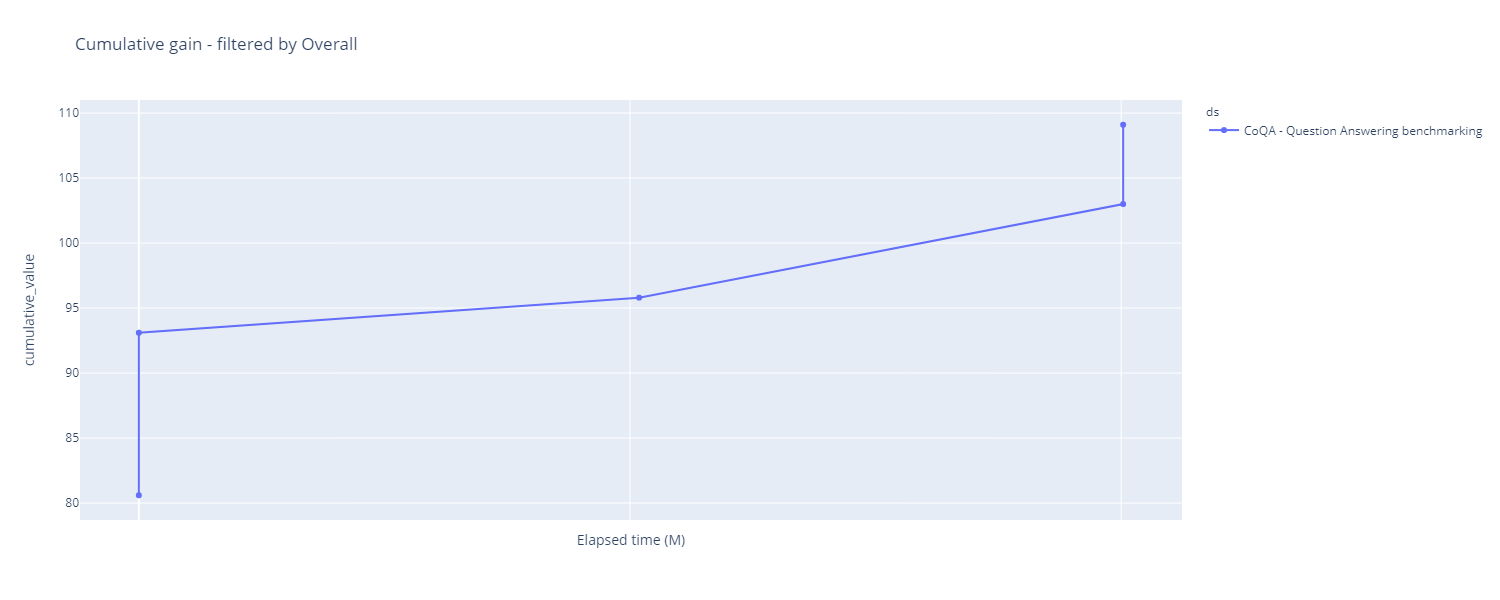 Cumulative gain - filtered by Overall
110
105
100
95
90
85
80
cumulative_value
Elapsed time (M)
ds
CoQA - Question Answering benchmarking